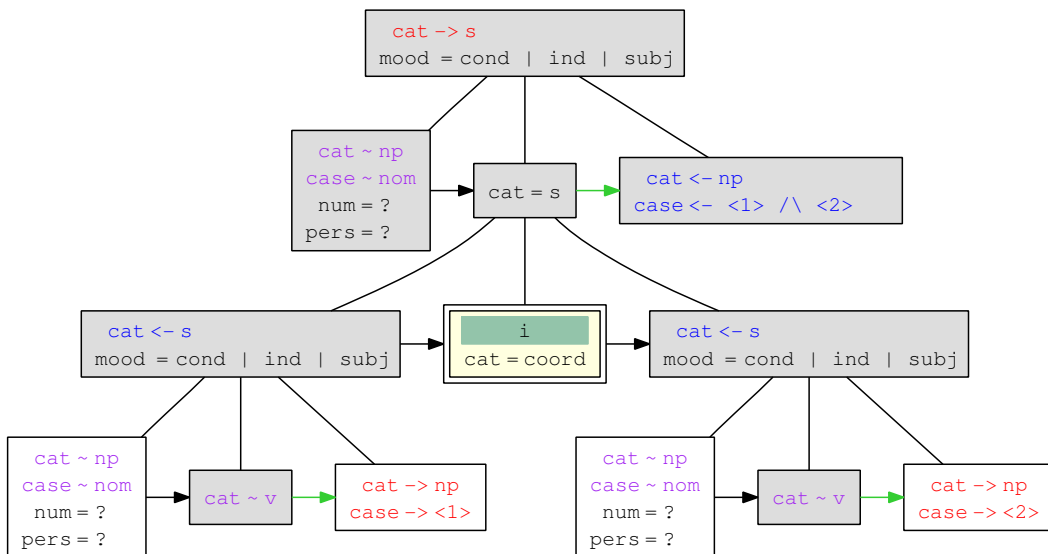 cat -> s
mood = cond | ind | subj
cat ~ np
case ~ nom
num = ?
pers = ?
cat = s
cat <- np
case <- <1> /\ <2>
cat <- s
mood = cond | ind | subj
i
cat = coord
cat <- s
mood = cond | ind | subj
cat ~ np
case ~ nom
num = ?
pers = ?
cat ~ v
cat -> np
case -> <1>
cat ~ np
case ~ nom
num = ?
pers = ?
cat ~ v
cat -> np
case -> <2>